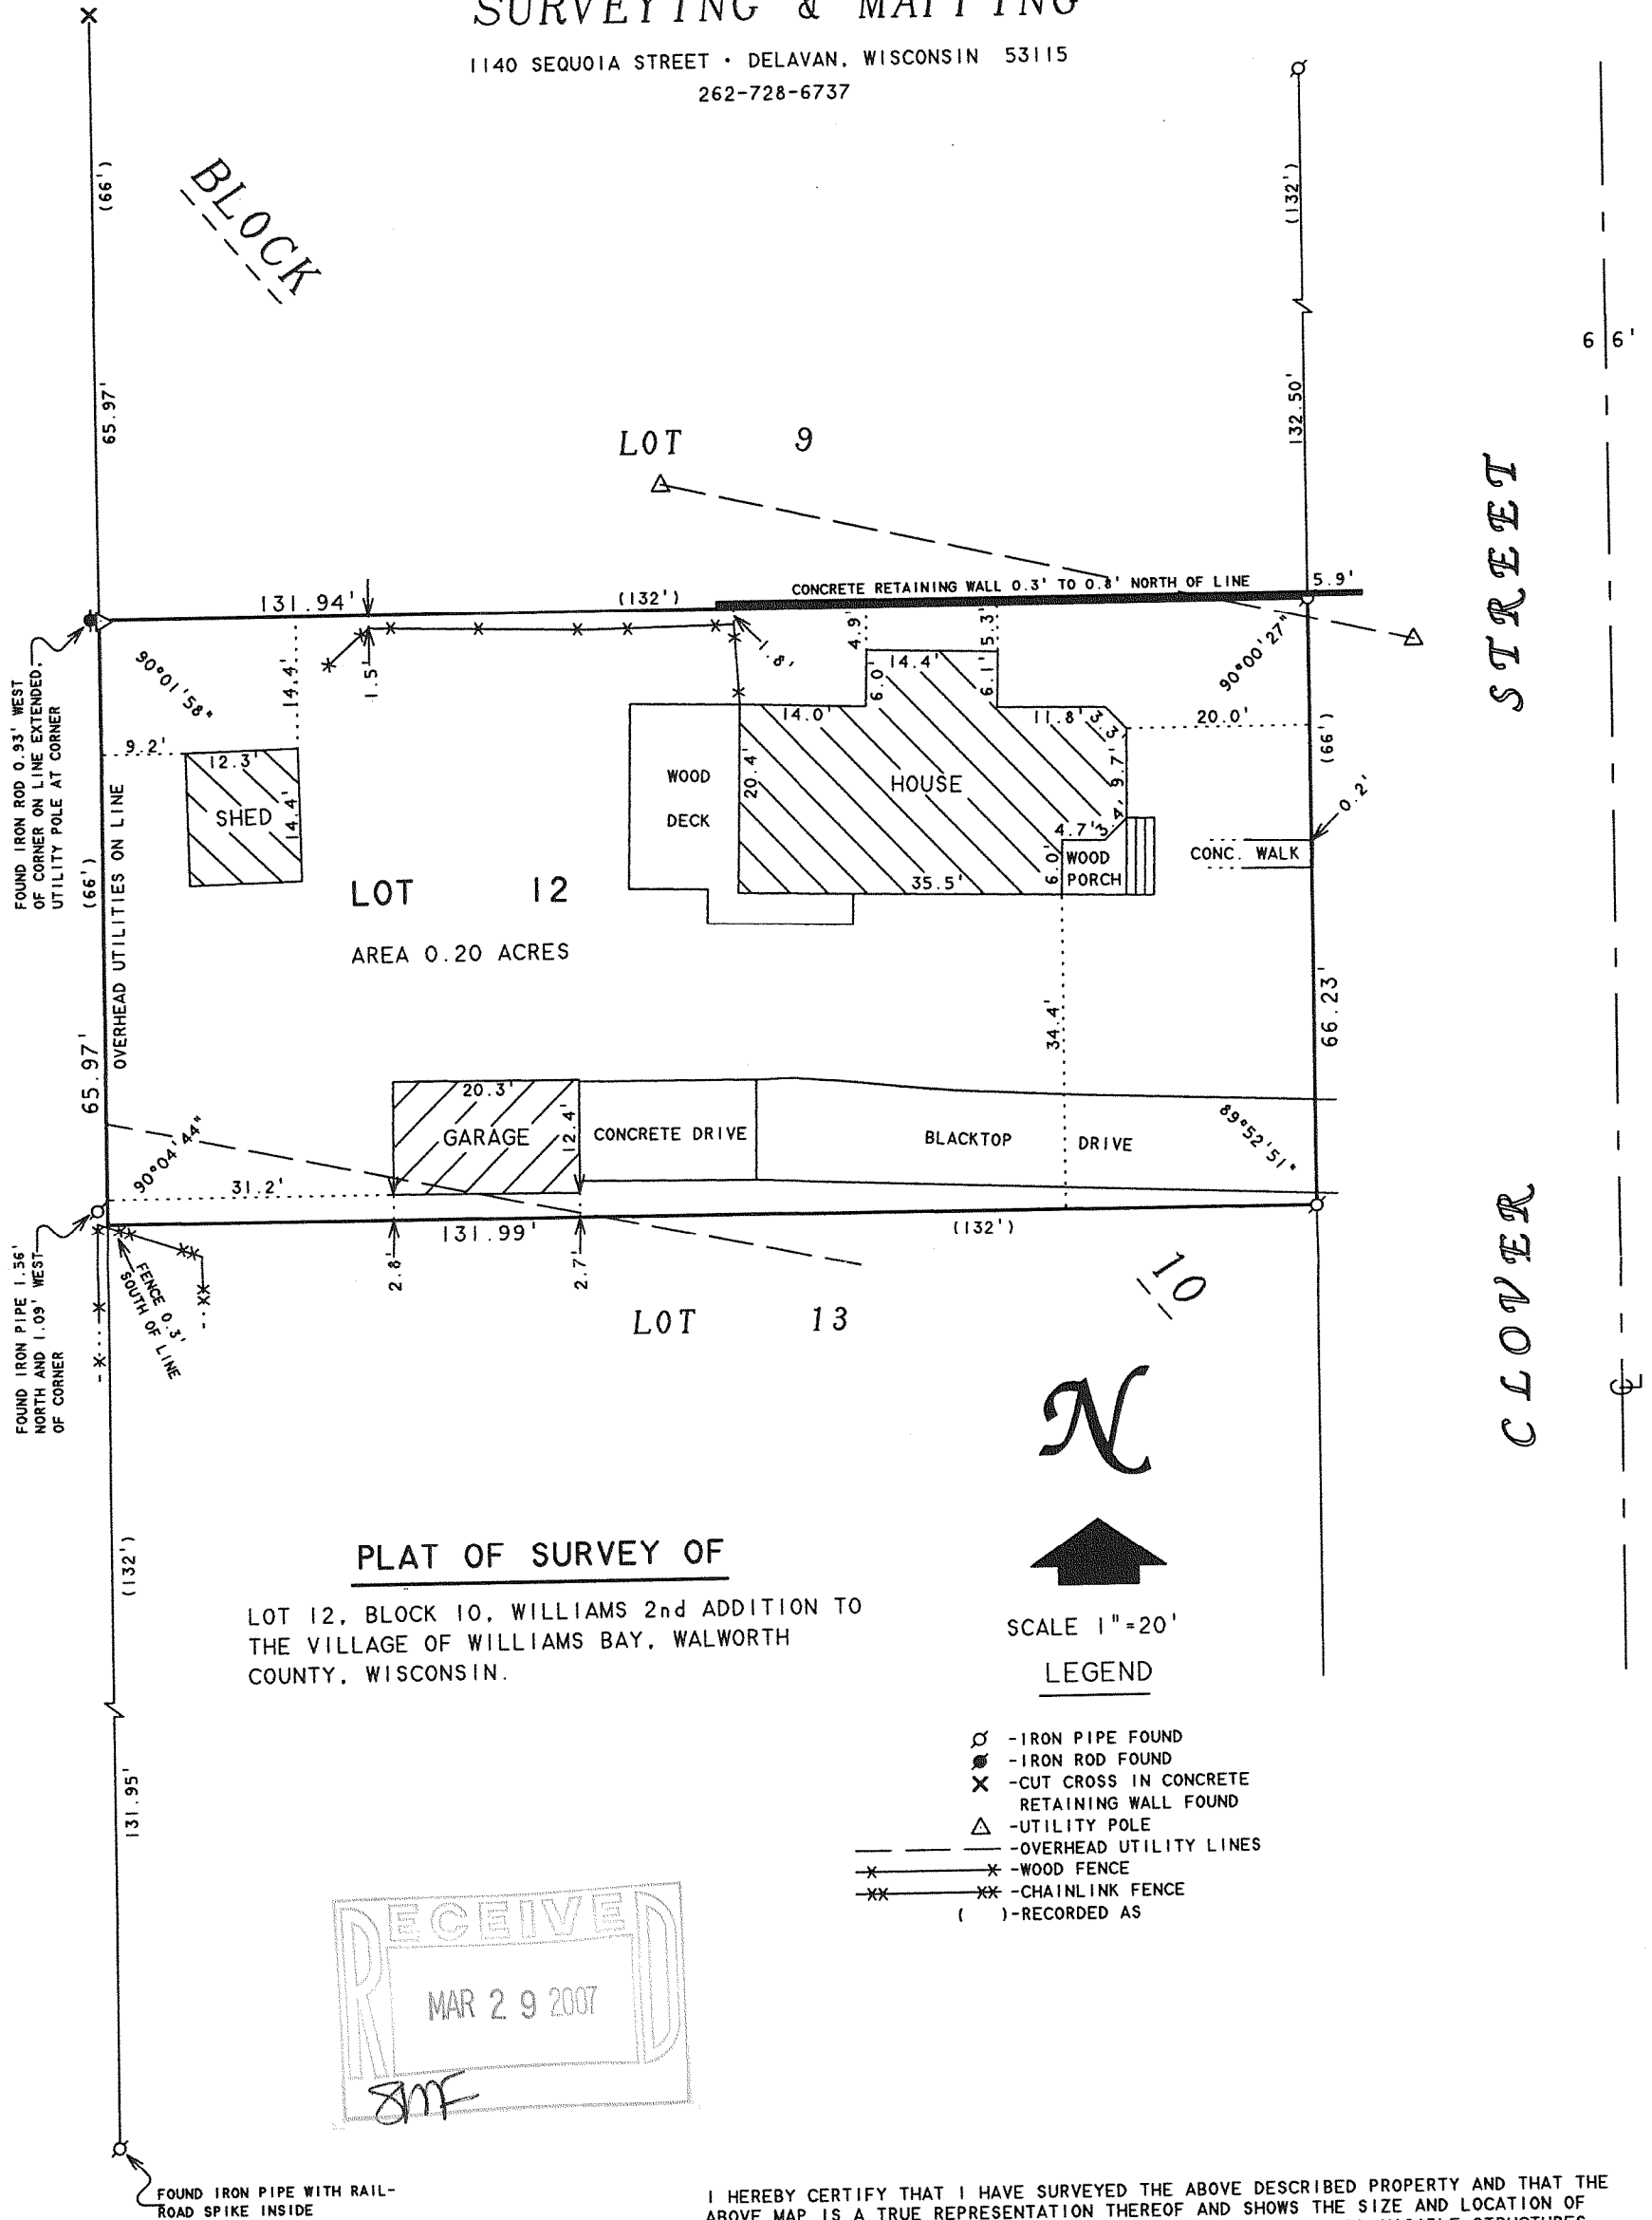 SURVEYING & MAPPING
1140 SEQUOIA STREET • DELAVAN, WISCONSIN 53115
262-728-6737
(66')
(132')
BLOCK
6 6'
65.97'
132.50'
LOT 9
STREET
CONCRETE RETAINING WALL 0.3' TO 0.8' NORTH OF LINE
5.9'
131.94'
(132')
FOUND IRON ROD 0.93' WEST
OF CORNER ON LINE EXTENDED,
UTILITY POLE AT CORNER
90°01'58"
14.4'
1.5'
1.8'
4.9'
5.3'
90°00'27"
14.4'
6.0'
6.1'
14.0'
11.8'
3.3'
20.0'
(66')
9.2'
12.3'
SHED
14.4'
WOOD
DECK
20.4'
HOUSE
9.7'
0.2'
4.7'
3.4'
WOOD
PORCH
6.0'
CONC. WALK
35.5'
(66')
OVERHEAD UTILITIES ON LINE
LOT 12
AREA 0.20 ACRES
65.97'
34.4'
66.23'
20.3'
GARAGE
12.4'
CONCRETE DRIVE
BLACKTOP DRIVE
89°52'51"
90°04'44"
31.2'
131.99'
(132')
2.8'
2.7'
FOUND IRON PIPE 1.56'
NORTH AND 1.09' WEST
OF CORNER
FENCE 0.3'
SOUTH OF LINE
LOT 13
10
CLOVER
℄
N
(132')
PLAT OF SURVEY OF
LOT 12, BLOCK 10, WILLIAMS 2nd ADDITION TO
THE VILLAGE OF WILLIAMS BAY, WALWORTH
COUNTY, WISCONSIN.
SCALE 1"=20'
LEGEND
-IRON PIPE FOUND
-IRON ROD FOUND
-CUT CROSS IN CONCRETE
RETAINING WALL FOUND
-UTILITY POLE
-OVERHEAD UTILITY LINES
-WOOD FENCE
-CHAINLINK FENCE
( )-RECORDED AS
131.95'
RECEIVED
MAR 29 2007
SMF
FOUND IRON PIPE WITH RAIL-
ROAD SPIKE INSIDE
I HEREBY CERTIFY THAT I HAVE SURVEYED THE ABOVE DESCRIBED PROPERTY AND THAT THE
ABOVE MAP IS A TRUE REPRESENTATION THEREOF AND SHOWS THE SIZE AND LOCATION OF